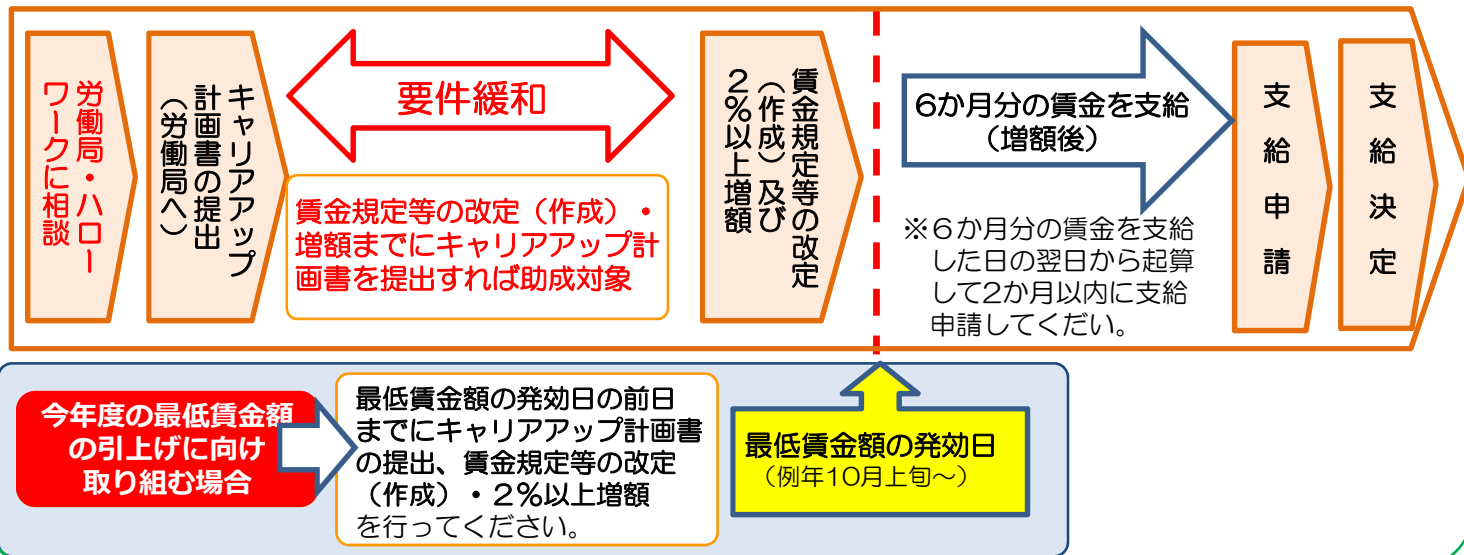 労働局・ハロー
ワークに相談
キャリアアップ
計画書の提出
（労働局へ）
要件緩和
賃金規定等の改定（作成）・
増額までにキャリアアップ計
画書を提出すれば助成対象
賃金規定等の改定
（作成）及び
２％以上増額
6か月分の賃金を支給
（増額後）
※６か月分の賃金を支給
した日の翌日から起算
して2か月以内に支給
申請してくだい。
支給申請
支給決定
今年度の最低賃金額
の引上げに向け
取り組む場合
最低賃金額の発効日の前日
までにキャリアアップ計画書
の提出、賃金規定等の改定
（作成）・２％以上増額
を行ってください。
最低賃金額の発効日
（例年10月上旬～）